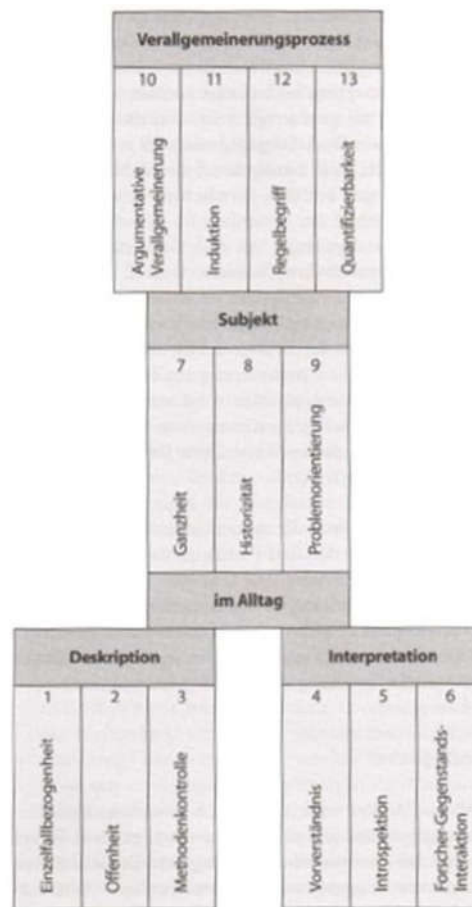 Verallgemeinerungsprozess
10 11 12 13
Argumentative
Verallgemeinerung
Induktion
Regelbegriff
Quantifizierbarkeit
Subjekt
7 8 9
Ganzheit
Historizität
Problemorientierung
im Alltag
Deskription
1 2 3
Einzelfallbezogenheit
Offenheit
Methodenkontrolle
Interpretation
4 5 6
Vorverständnis
Introspektion
Forscher-Gegenstands-
Interaktion